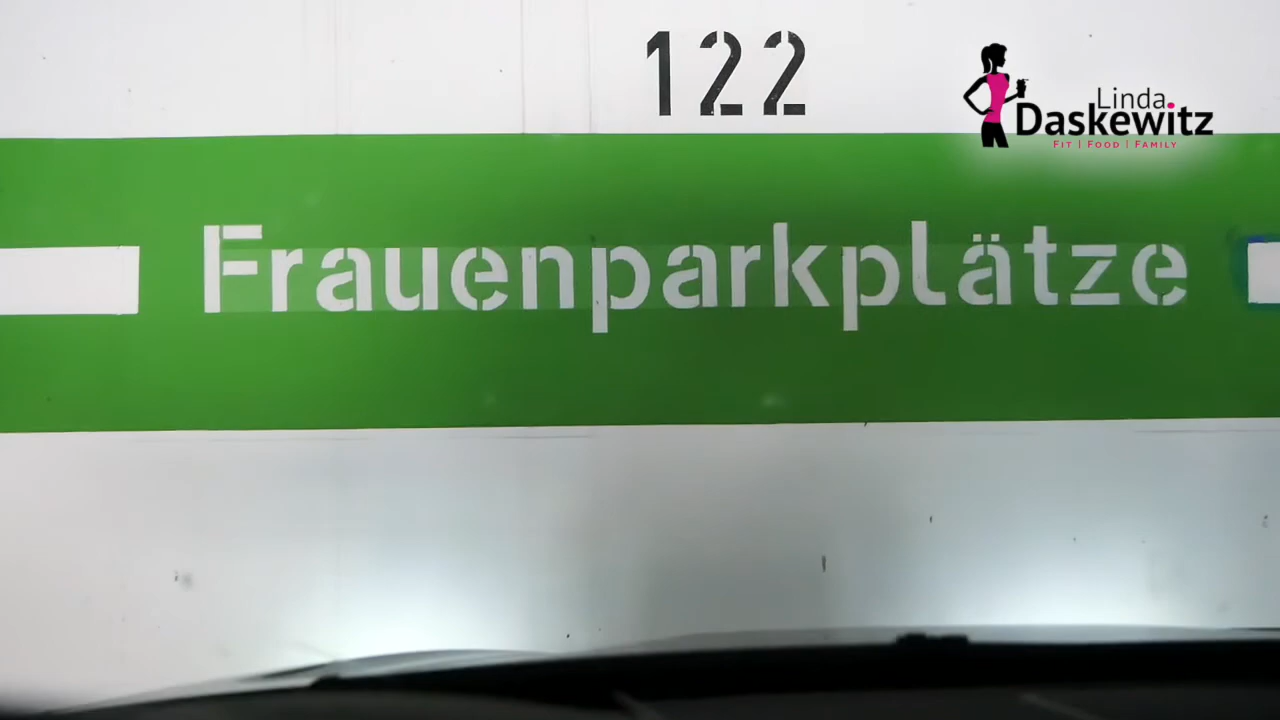 122
Linda
Daskewitz
FIT | FOOD | FAMILY
Frauenparkplätze